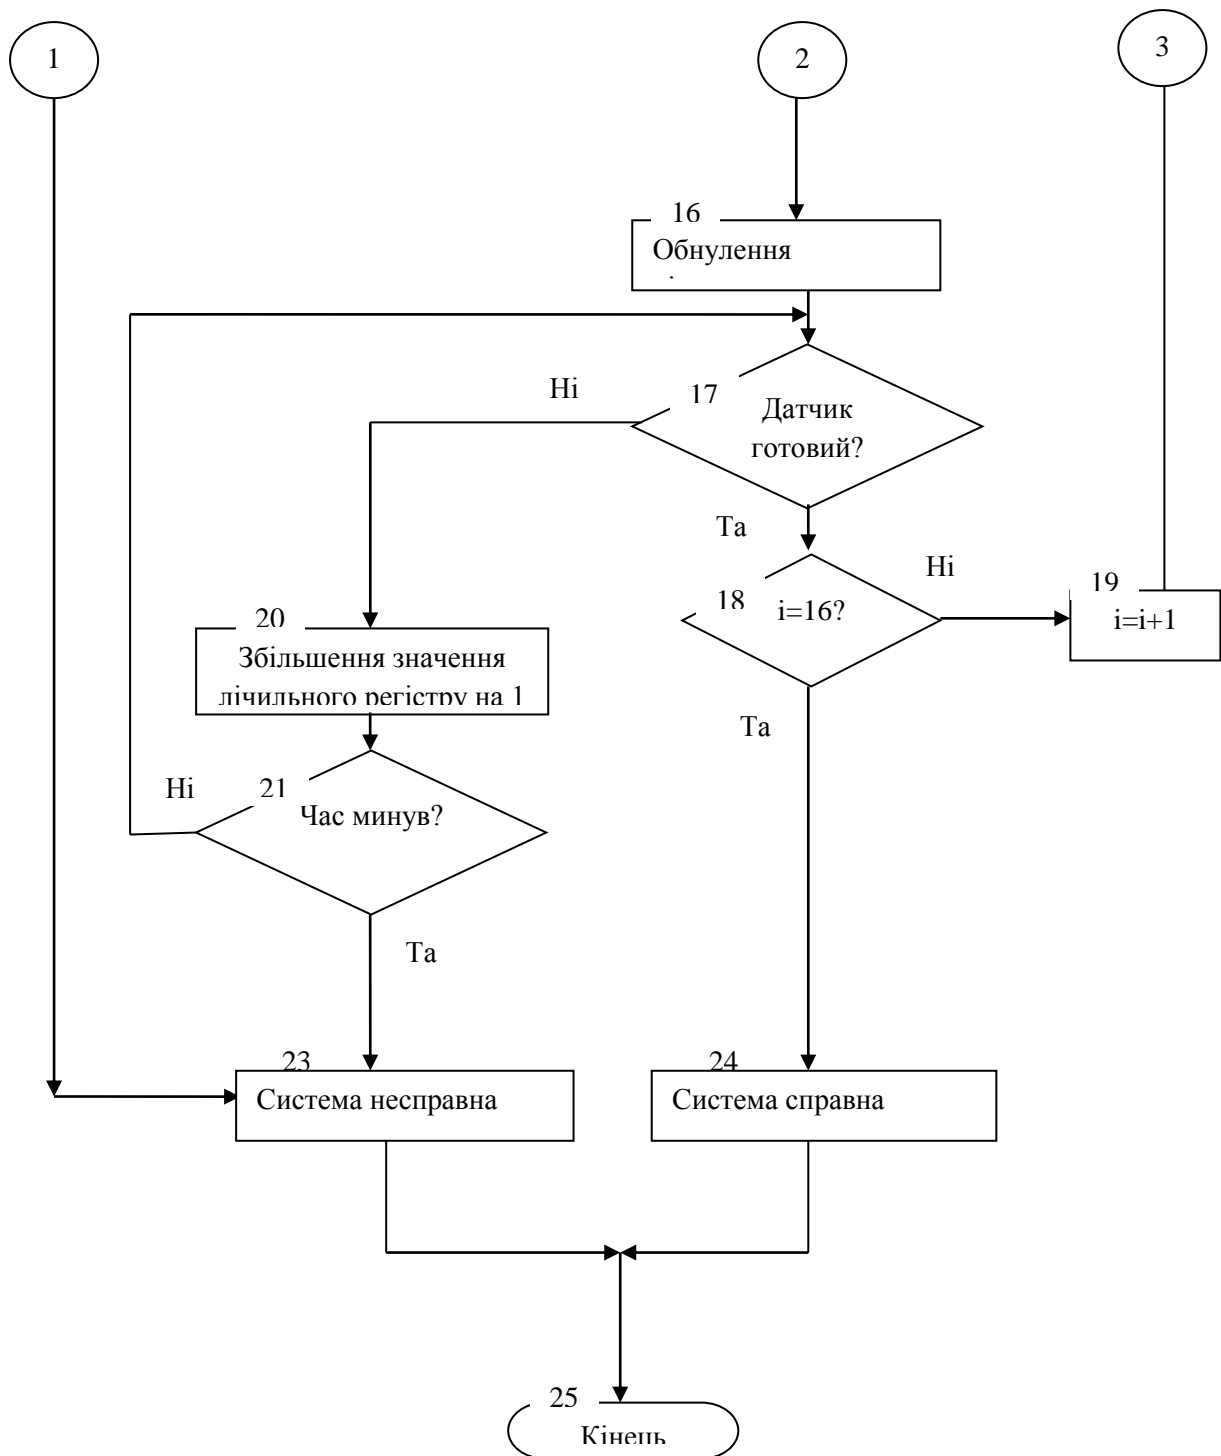 1
2
3
16
Обнулення
17
Ні
Датчик
готовий?
Та
18
i=16?
Ні
19
i=i+1
20
Збільшення значення
лічильного регістру на 1
Та
Ні
21
Час минув?
Та
23
Система несправна
24
Система справна
25
Кінець